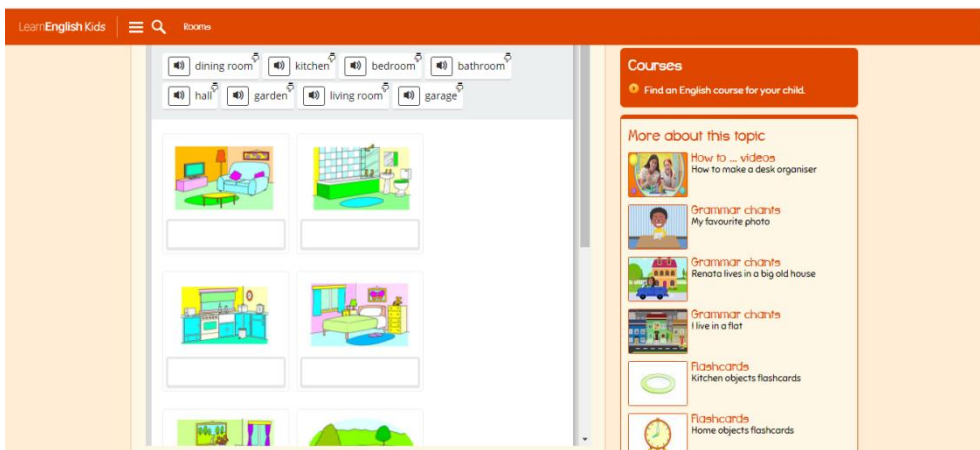 LearnEnglish Kids
Rooms
dining room kitchen bedroom bathroom
hall garden living room garage
Courses
Find an English course for your child.
More about this topic
How to ... videos
How to make a desk organiser
Grammar chants
My favourite photo
Grammar chants
Renata lives in a big old house
Grammar chants
I live in a flat
Flashcards
Kitchen objects flashcards
Flashcards
Home objects flashcards